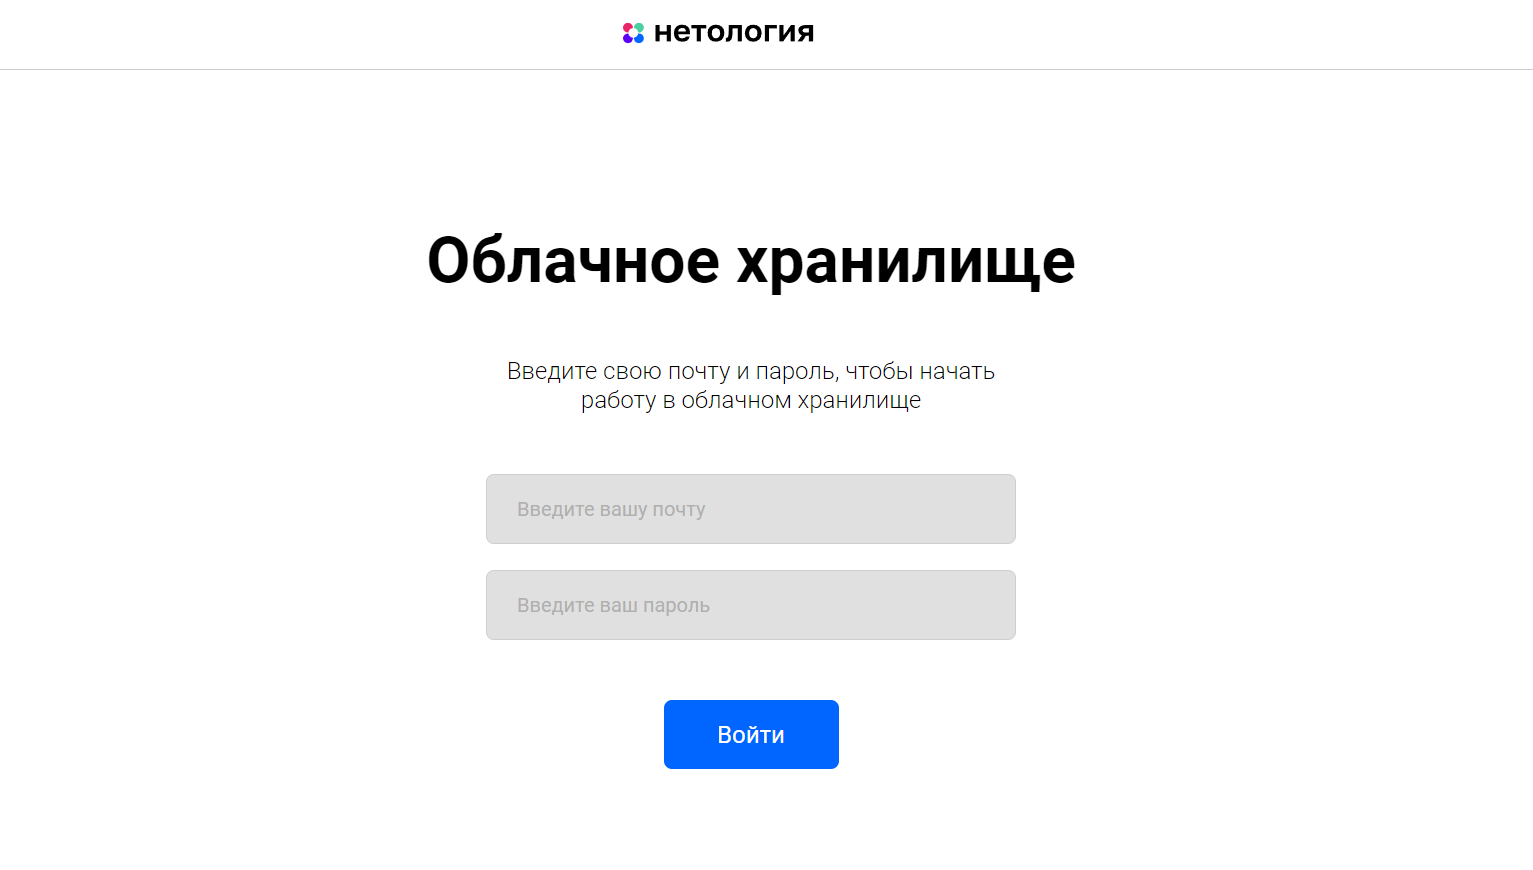 нетология
Облачное хранилище
Введите свою почту и пароль, чтобы начать
работу в облачном хранилище
Введите вашу почту
Введите ваш пароль
Войти